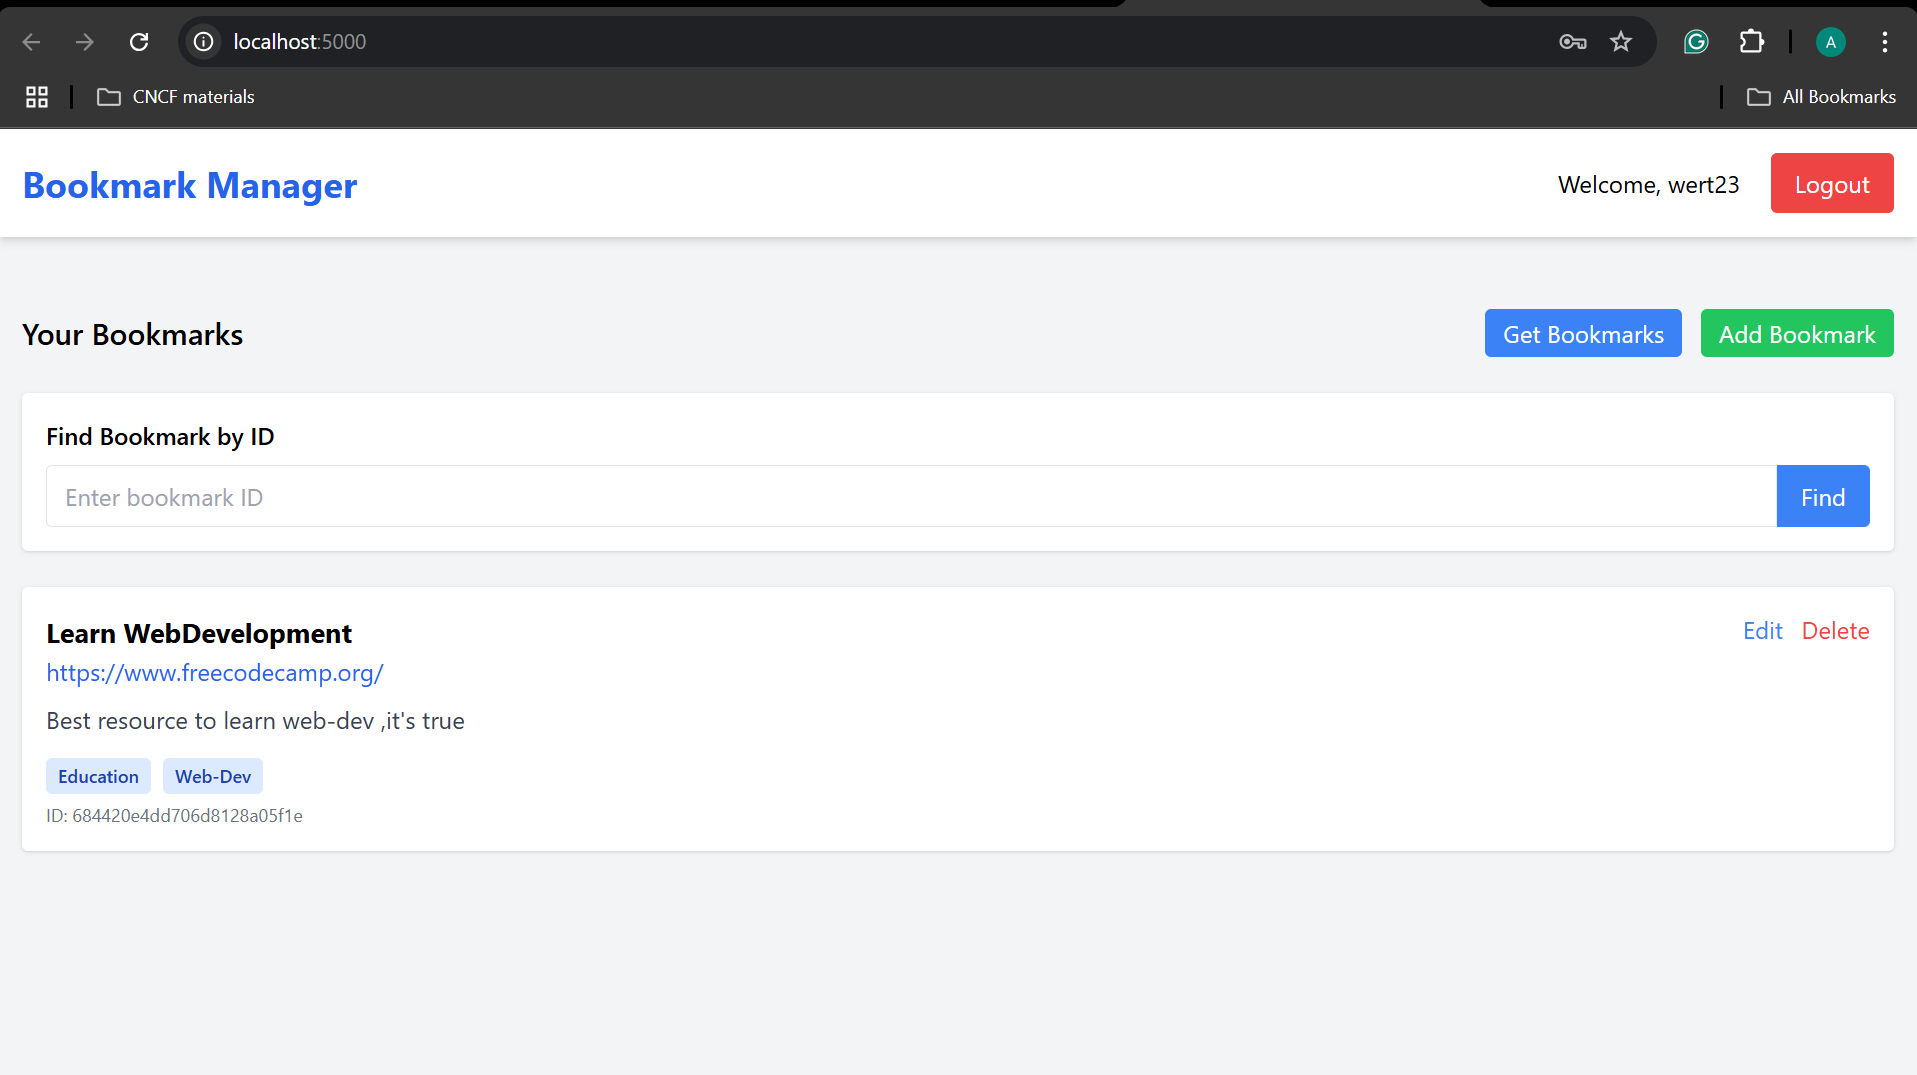 localhost:5000
A
CNCF materials
All Bookmarks
Bookmark Manager
Welcome, wert23
Logout
Your Bookmarks
Get Bookmarks
Add Bookmark
Find Bookmark by ID
Enter bookmark ID
Find
Learn WebDevelopment
Edit
Delete
https://www.freecodecamp.org/
Best resource to learn web-dev ,it's true
Education
Web-Dev
ID: 684420e4dd706d8128a05f1e